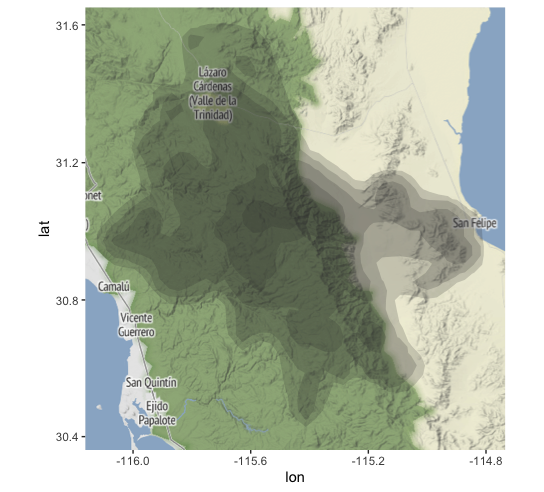 31.6
Lázaro
Cárdenas
(Valle de la
Trinidad)
31.2
onet
)
San Felipe
lat
Camalú
30.8
Vicente
Guerrero
San Quintín
Ejido
Papalote
30.4
-116.0
-115.6
-115.2
-114.8
lon